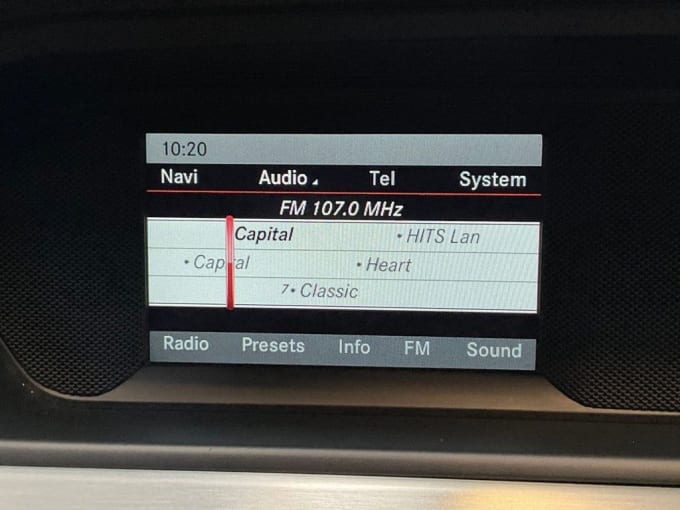 10:20
Navi Audio Tel System
FM 107.0 MHz
Capital • HITS Lan
• Capital • Heart
7• Classic
Radio Presets Info FM Sound